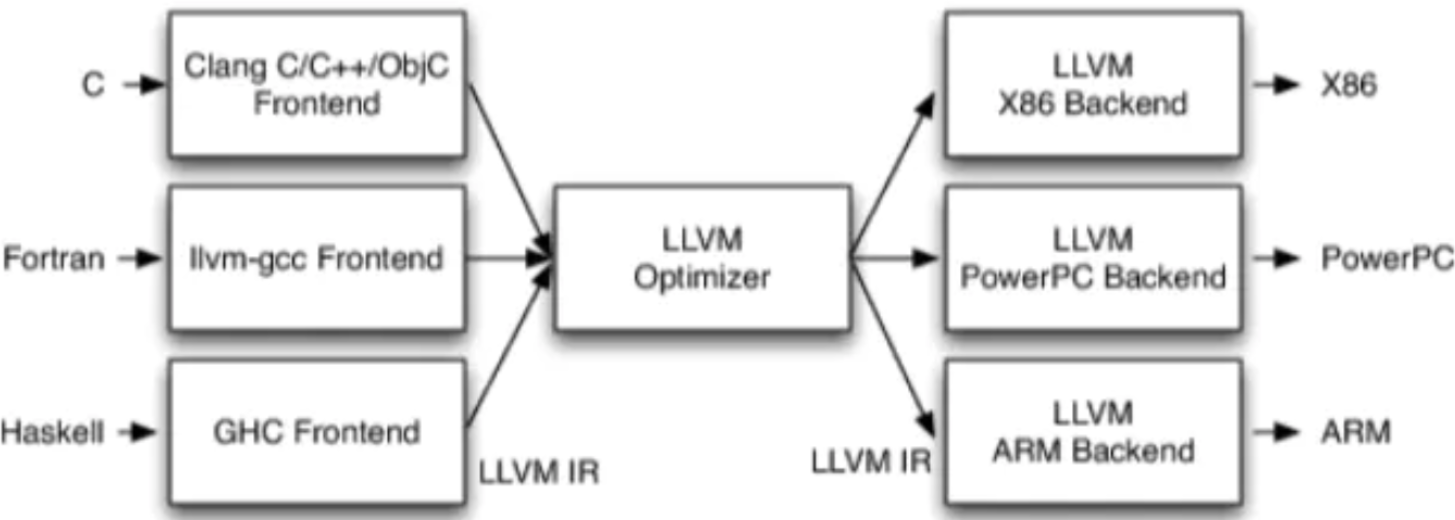 C
Clang C/C++/ObjC
Frontend
LLVM
X86 Backend
X86
Fortran
llvm-gcc Frontend
LLVM
Optimizer
LLVM
PowerPC Backend
PowerPC
Haskell
GHC Frontend
LLVM IR
LLVM IR
LLVM
ARM Backend
ARM